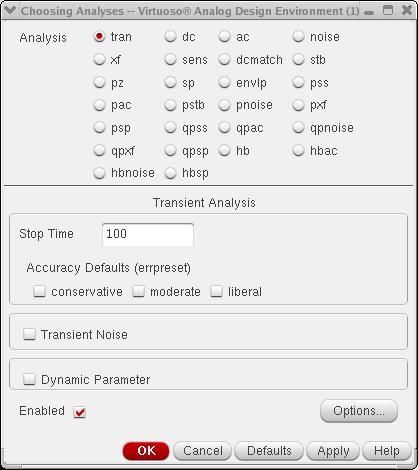 Choosing Analyses -- Virtuoso® Analog Design Environment (1)
Analysis tran dc ac noise
xf sens dcmatch stb
pz sp envlp pss
pac pstb pnoise pxf
psp qpss qpac qpnoise
qpxf qpsp hb hbac
hbnoise hbsp
Transient Analysis
Stop Time 100
Accuracy Defaults (errpreset)
conservative moderate liberal
Transient Noise
Dynamic Parameter
Enabled Options...
OK Cancel Defaults Apply Help